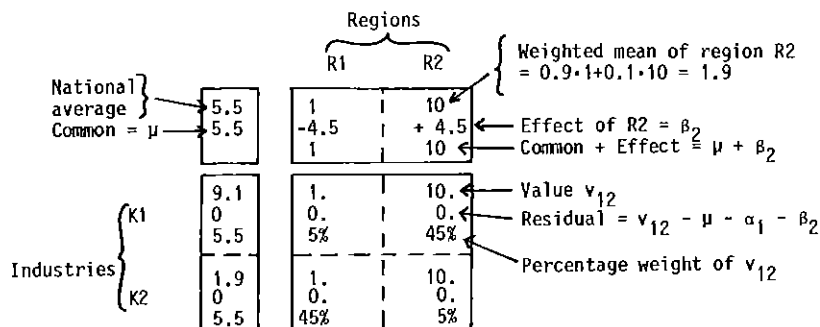 Regions
R1 R2
Weighted mean of region R2
= 0.9·1+0.1·10 = 1.9
National
average
5.5 1 10
Common = μ 5.5 -4.5 + 4.5 Effect of R2 = β2
1 10 Common + Effect = μ + β2
9.1 1. 10. Value v12
K1 0 0. 0. Residual = v12 - μ - α1 - β2
5.5 5% 45%
Percentage weight of v12
Industries
1.9 1. 10.
K2 0 0. 0.
5.5 45% 5%